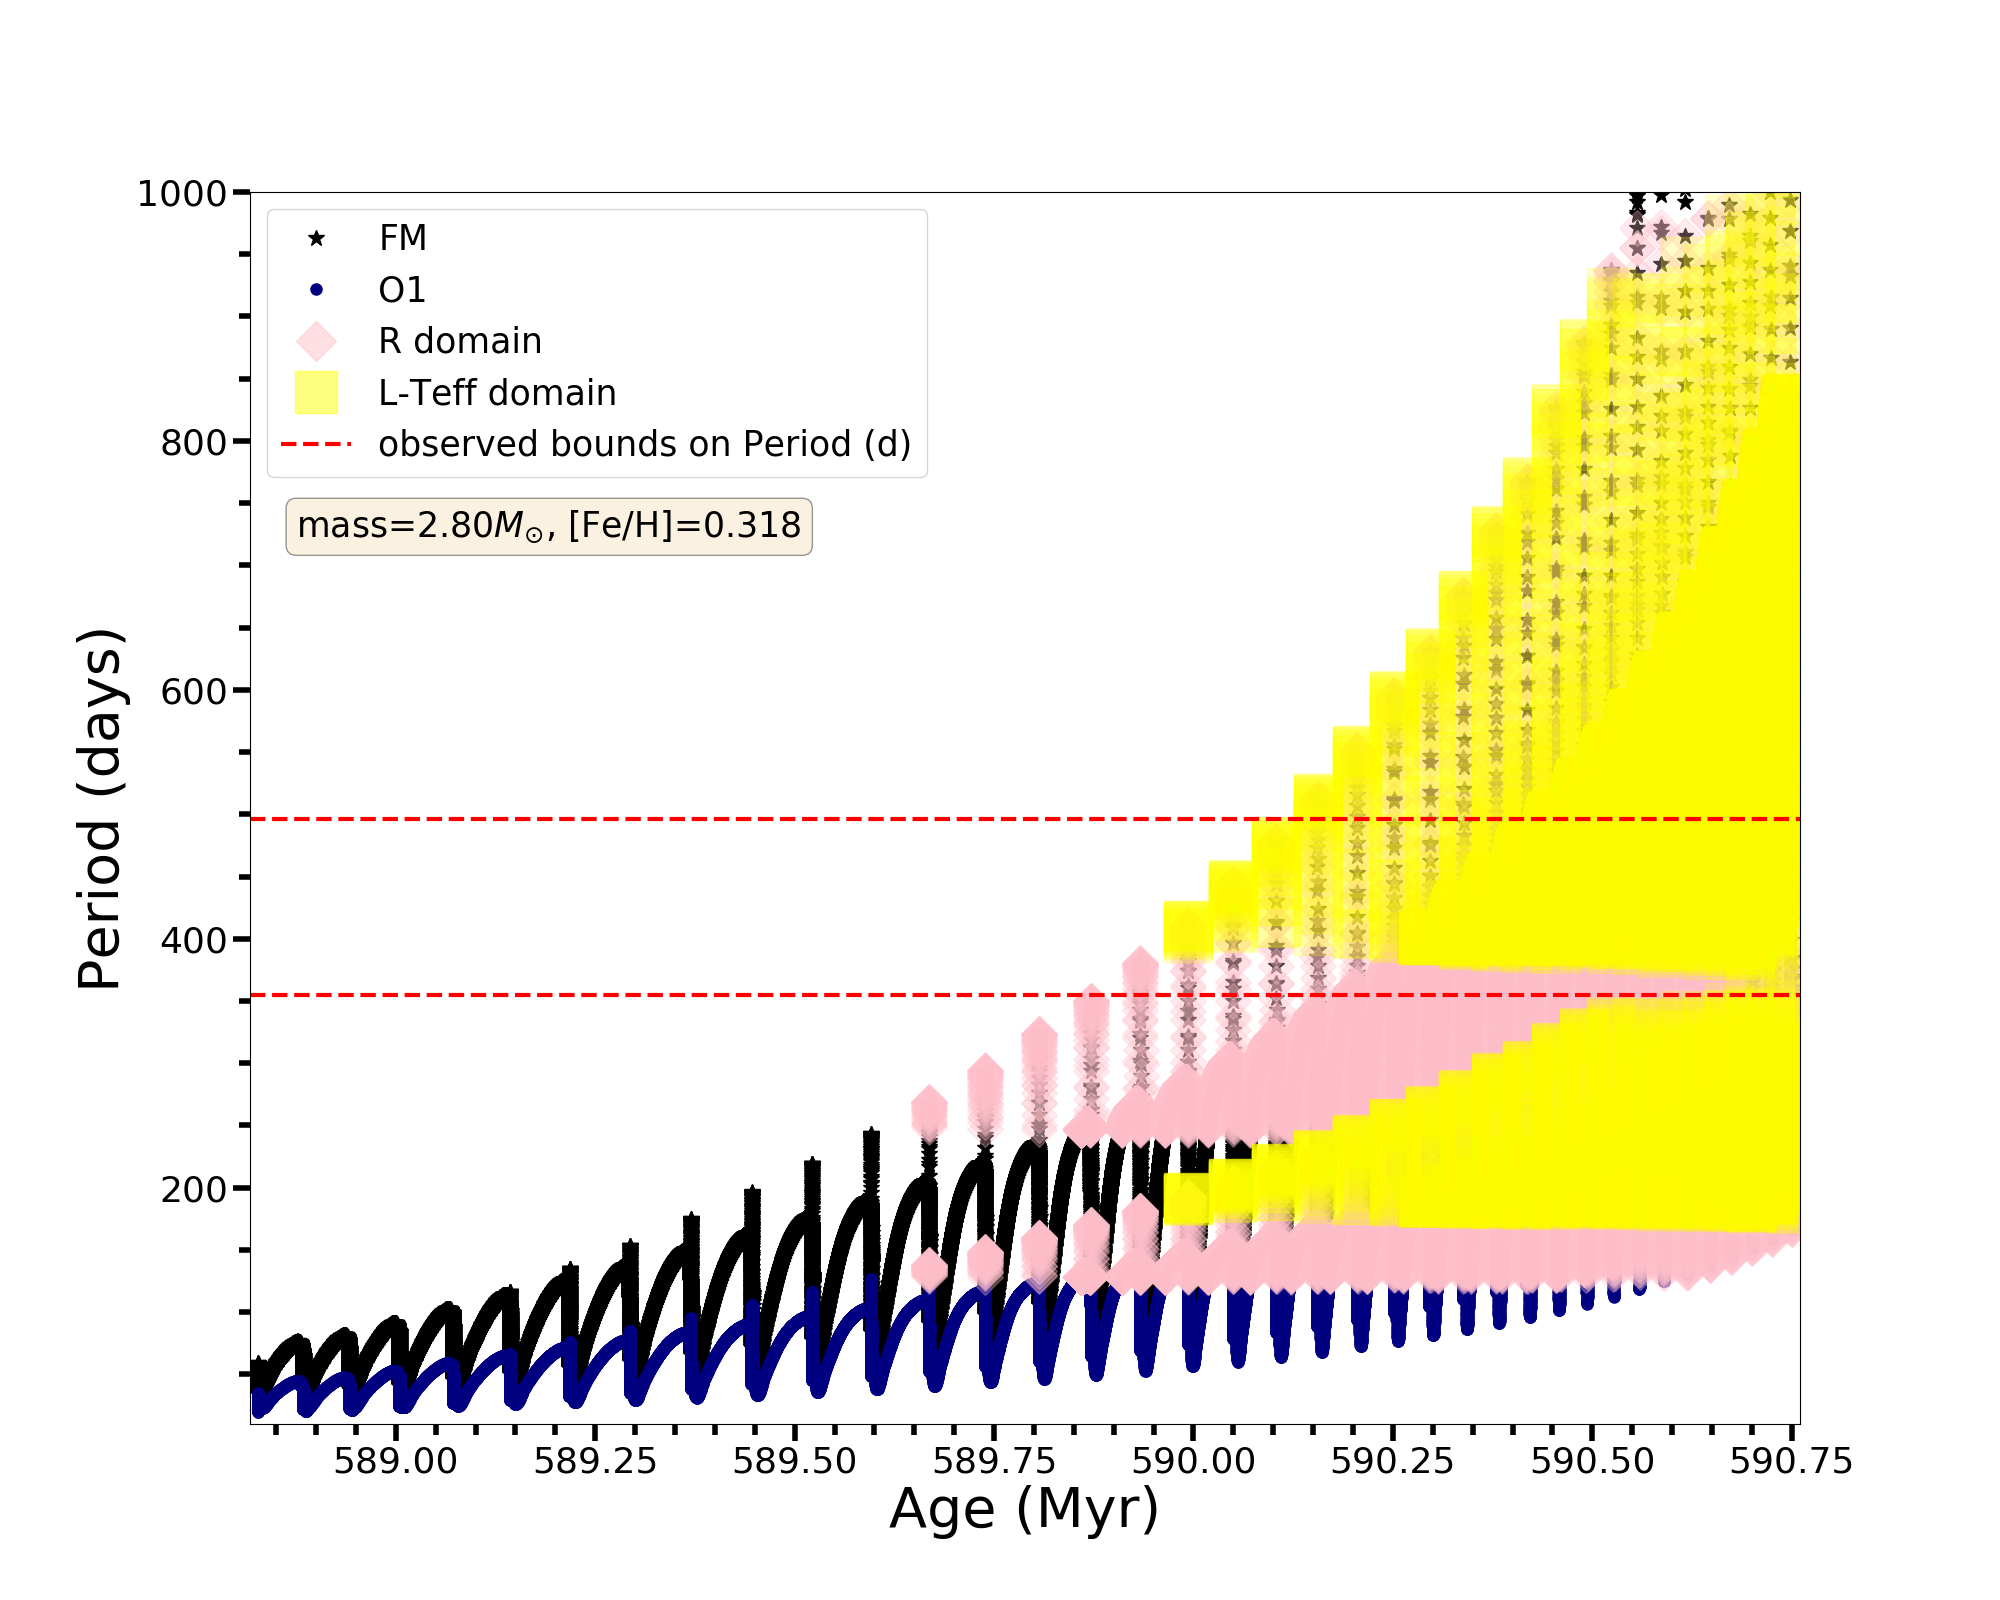 1000
800
600
400
200
Period (days)
FM
O1
R domain
L-Teff domain
observed bounds on Period (d)
mass=2.80M⊙, [Fe/H]=0.318
589.00 589.25 589.50 589.75 590.00 590.25 590.50 590.75
Age (Myr)